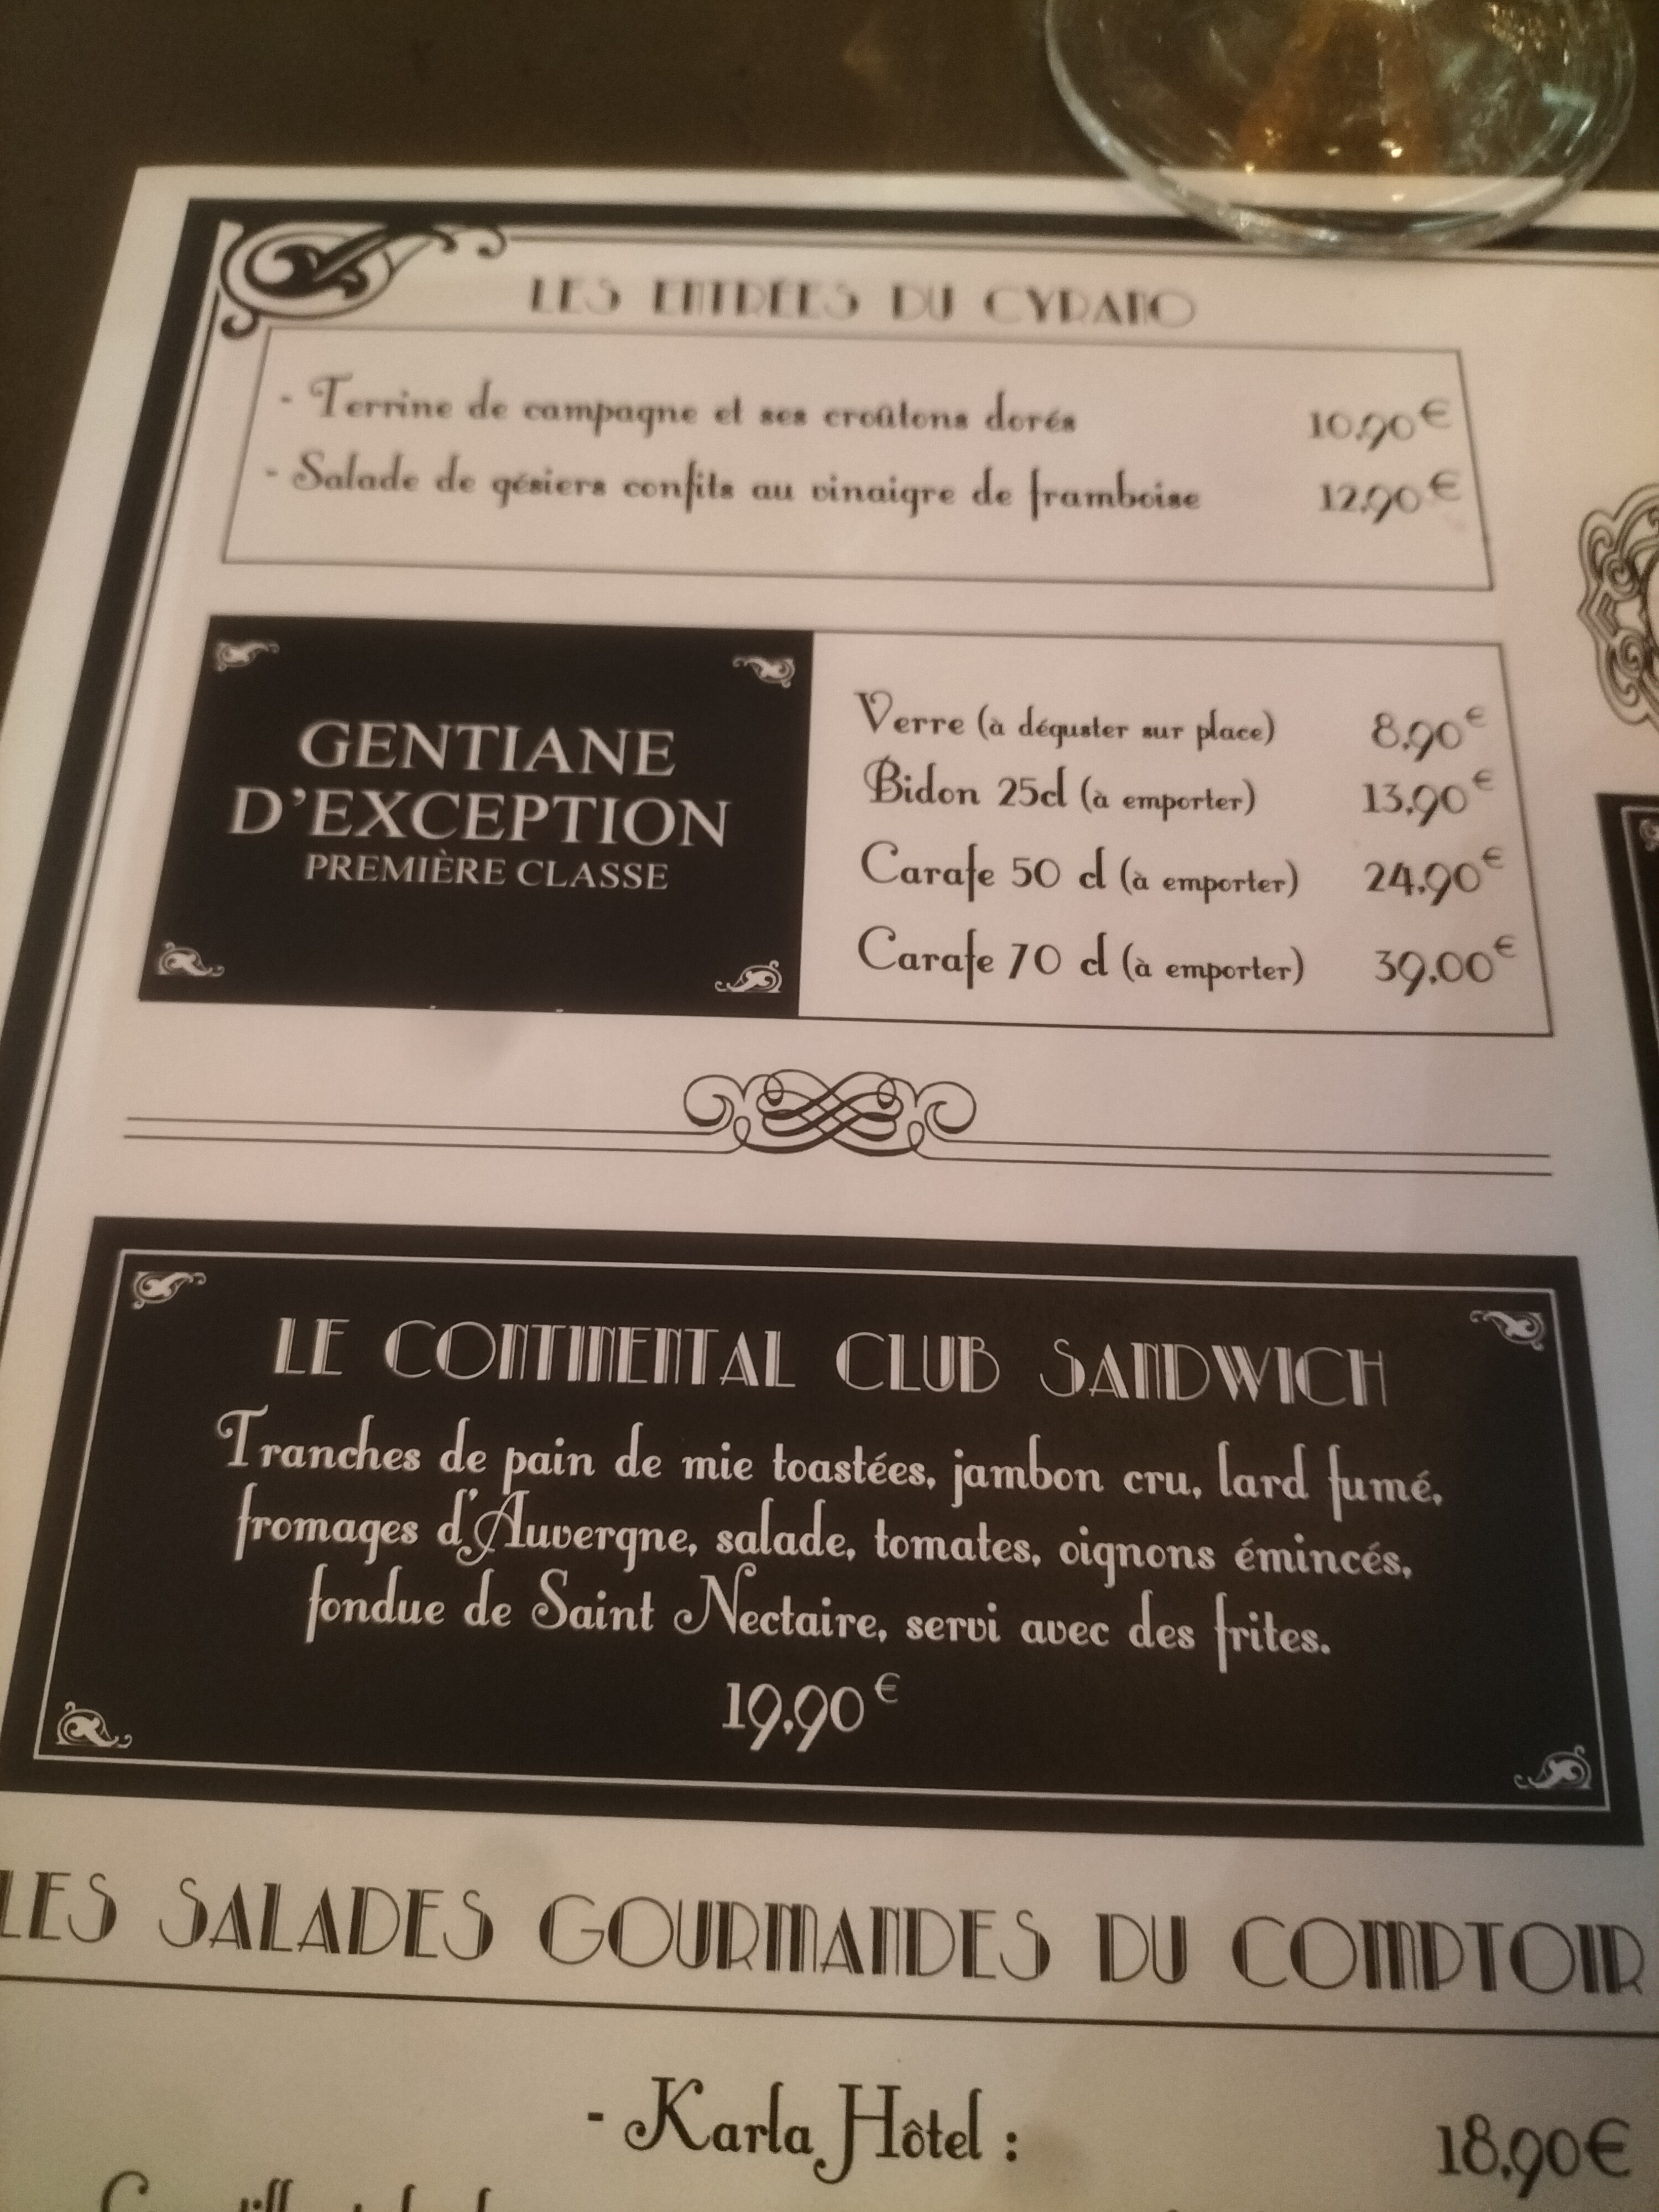 LES ENTRÉES DU CYRANO
- Terrine de campagne et ses croûtons dorés 10.90€
- Salade de gésiers confits au vinaigre de framboise 12.90€
GENTIANE
D'EXCEPTION
PREMIÈRE CLASSE
Verre (à déguster sur place) 8.90€
Bidon 25cl (à emporter) 13.90€
Carafe 50 cl (à emporter) 24.90€
Carafe 70 cl (à emporter) 39.00€
LE CONTINENTAL CLUB SANDWICH
Tranches de pain de mie toastées, jambon cru, lard fumé,
fromages d'Auvergne, salade, tomates, oignons émincés,
fondue de Saint Nectaire, servi avec des frites.
19.90€
LES SALADES GOURMANDES DU COMPTOIR
- Karla Hôtel : 18.90€